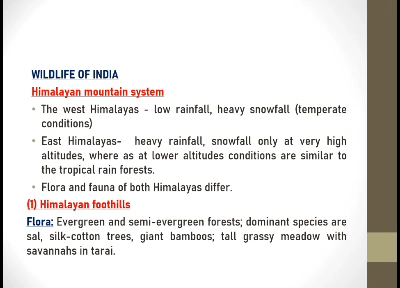 WILDLIFE OF INDIA
Himalayan mountain system
• The west Himalayas - low rainfall, heavy snowfall (temperate
conditions)
• East Himalayas- heavy rainfall, snowfall only at very high
altitudes, where as at lower altitudes conditions are similar to
the tropical rain forests.
• Flora and fauna of both Himalayas differ.
(1) Himalayan foothills
Flora: Evergreen and semi-evergreen forests; dominant species are
sal, silk-cotton trees, giant bamboos; tall grassy meadow with
savannahs in tarai.